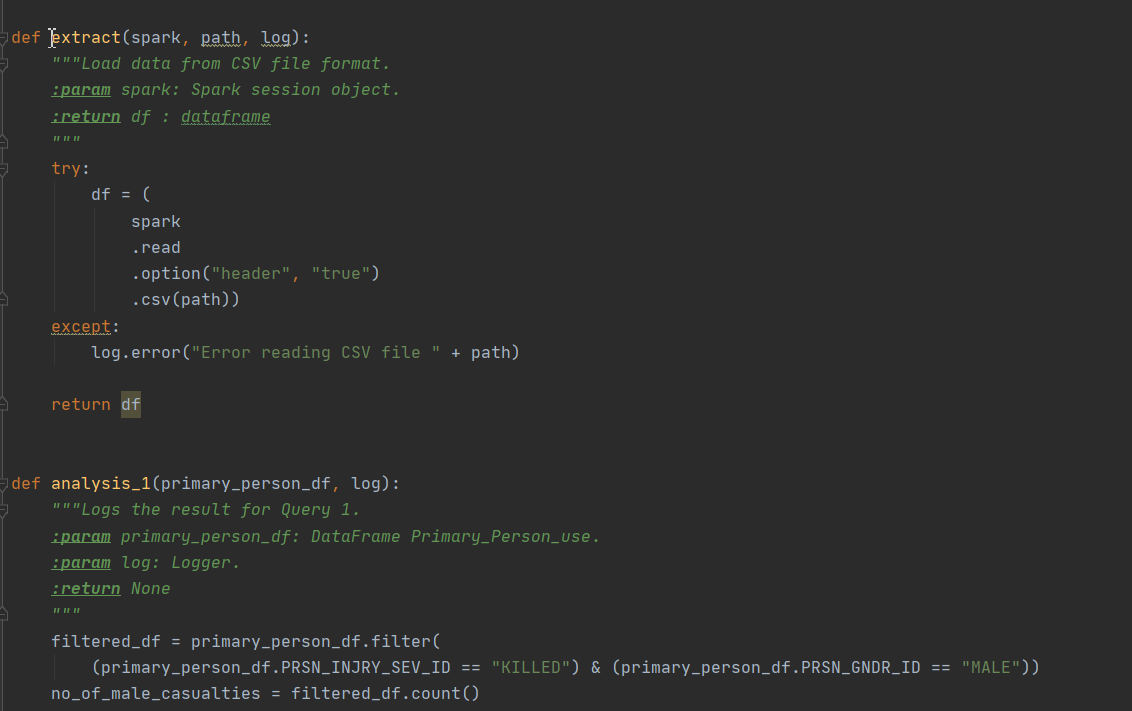 def extract(spark, path, log):
    """Load data from CSV file format.
    :param spark: Spark session object.
    :return df : dataframe
    """
    try:
        df = (
            spark
            .read
            .option("header", "true")
            .csv(path))
    except:
        log.error("Error reading CSV file " + path)
    return df
def analysis_1(primary_person_df, log):
    """Logs the result for Query 1.
    :param primary_person_df: DataFrame Primary_Person_use.
    :param log: Logger.
    :return None
    """
    filtered_df = primary_person_df.filter(
        (primary_person_df.PRSN_INJRY_SEV_ID == "KILLED") & (primary_person_df.PRSN_GNDR_ID == "MALE"))
    no_of_male_casualties = filtered_df.count()